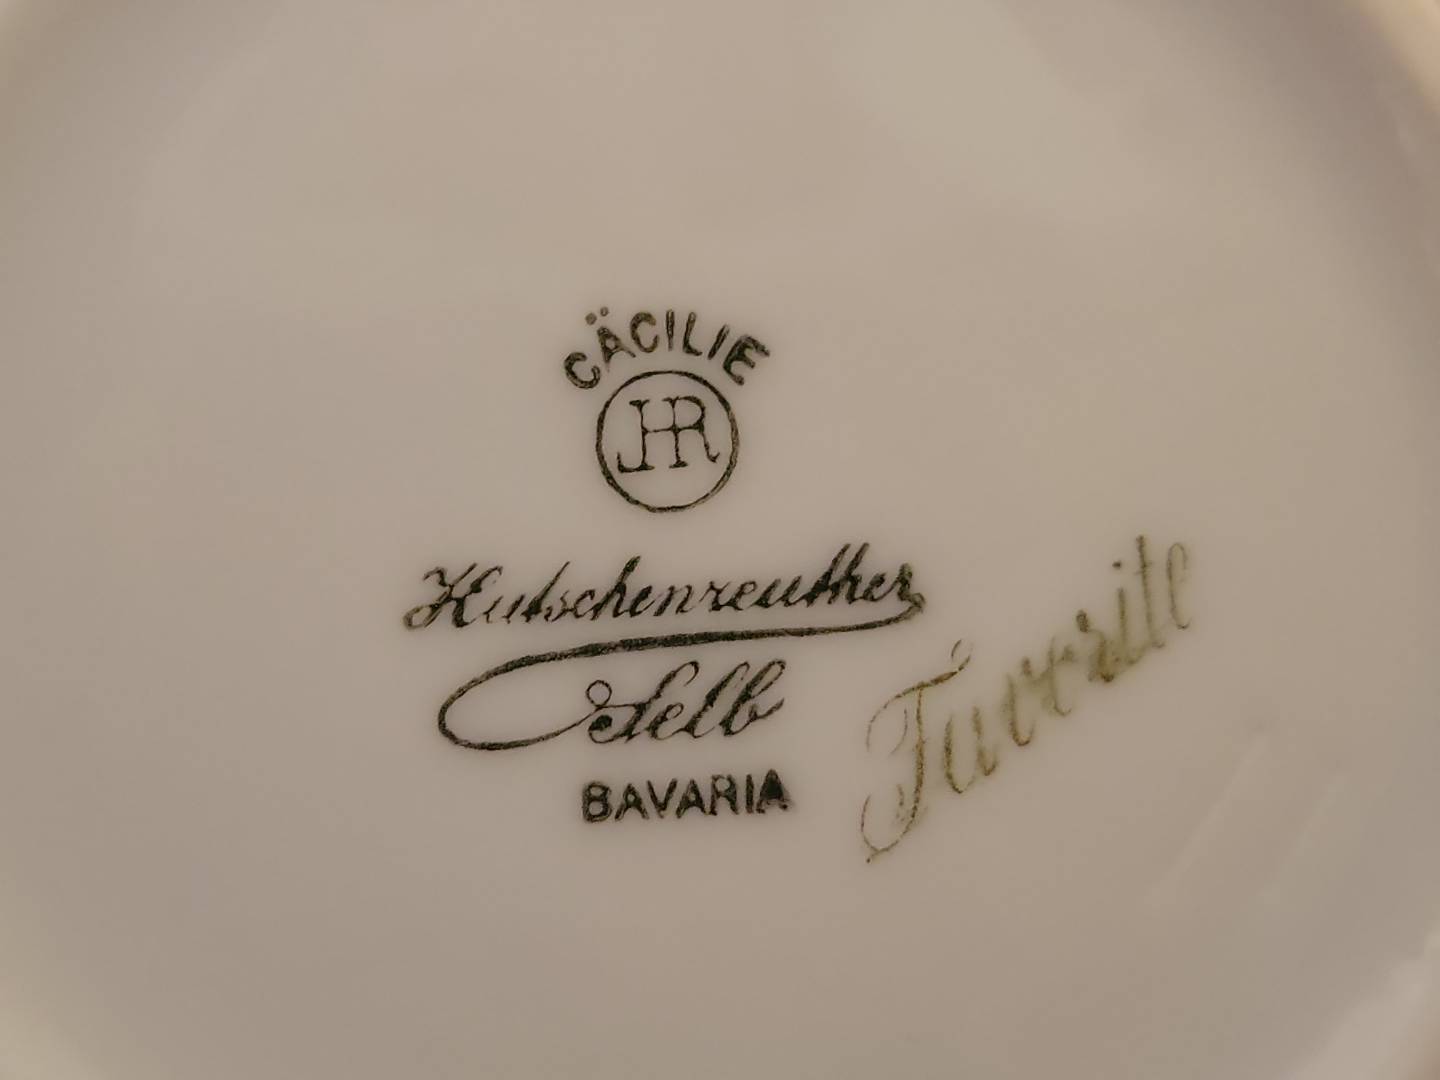 CÄCILIE
JHR
Hutschenreuther
Selb
BAVARIA
Favorite